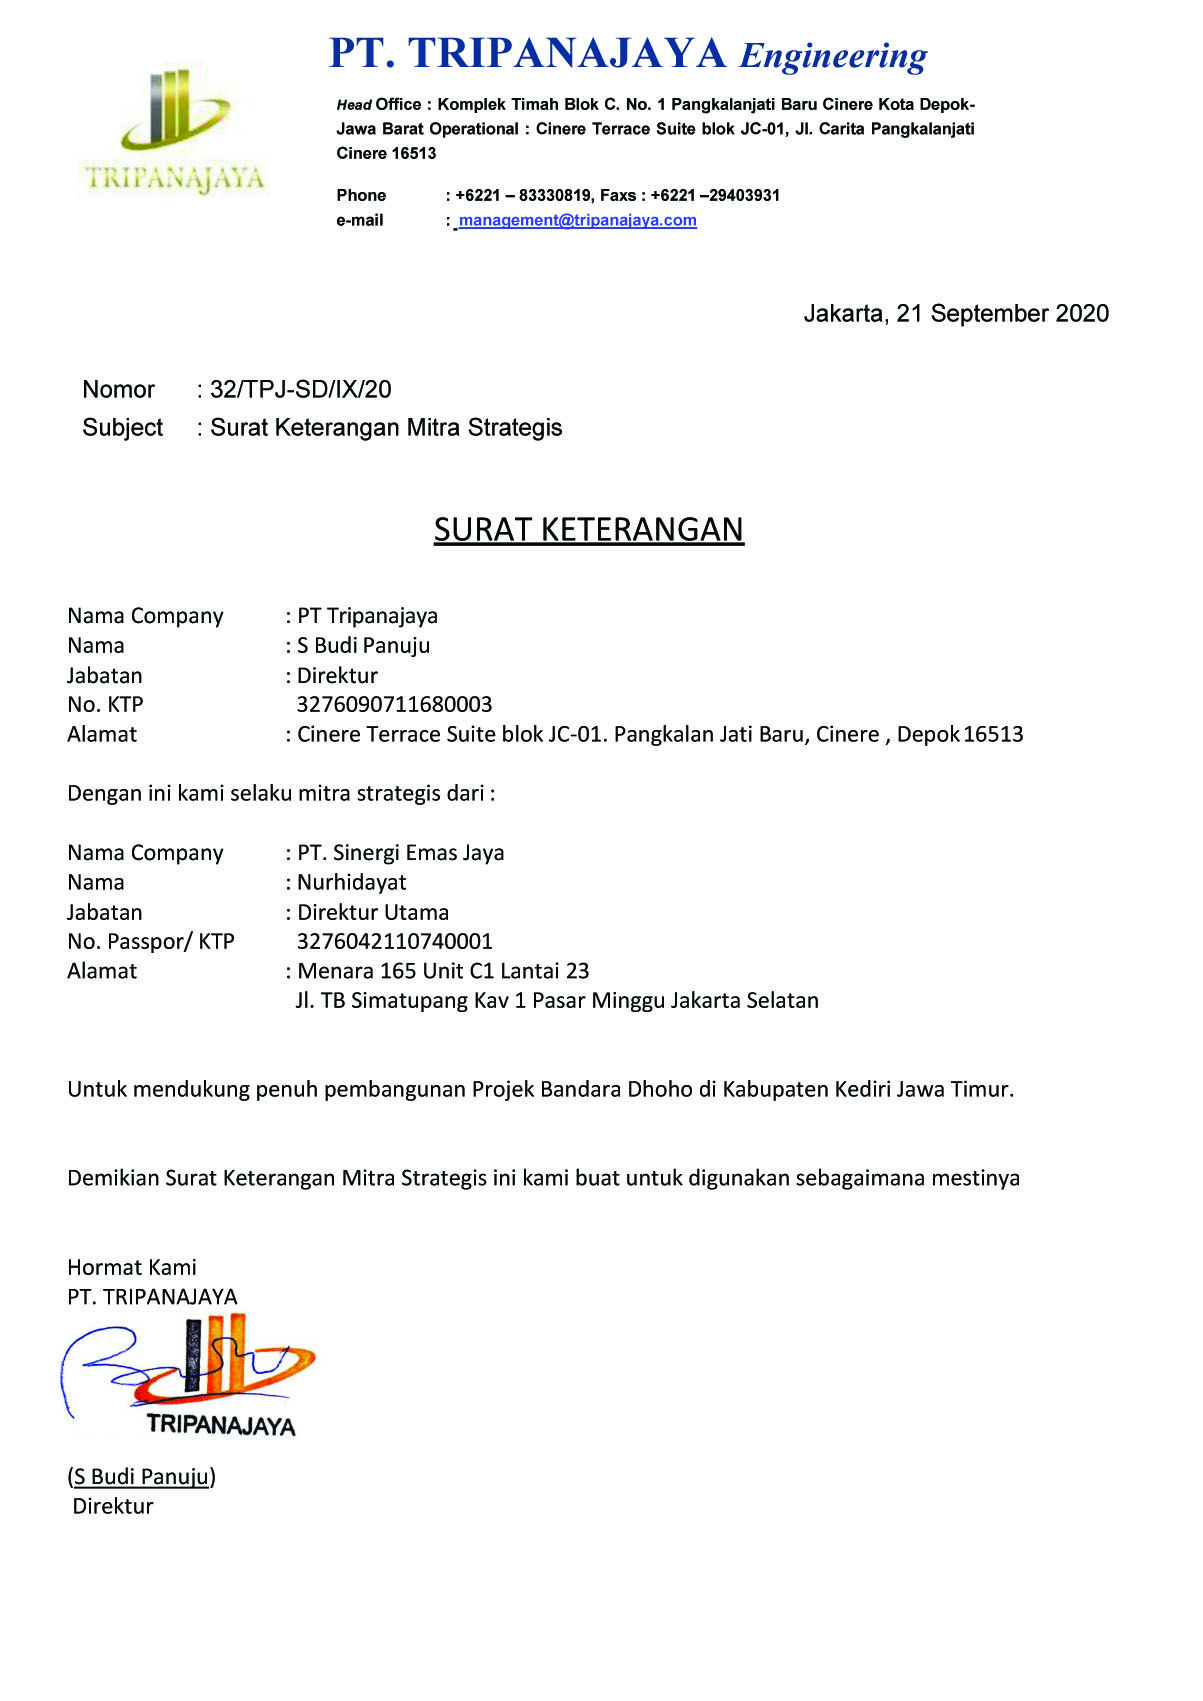 PT. TRIPANAJAYA Engineering
TRIPANAJAYA
Head Office : Komplek Timah Blok C. No. 1 Pangkalanjati Baru Cinere Kota Depok-
Jawa Barat Operational : Cinere Terrace Suite blok JC-01, Jl. Carita Pangkalanjati
Cinere 16513
Phone : +6221 – 83330819, Faxs : +6221 –29403931
e-mail : management@tripanajaya.com
Jakarta, 21 September 2020
Nomor : 32/TPJ-SD/IX/20
Subject : Surat Keterangan Mitra Strategis
SURAT KETERANGAN
Nama Company : PT Tripanajaya
Nama : S Budi Panuju
Jabatan : Direktur
No. KTP 3276090711680003
Alamat : Cinere Terrace Suite blok JC-01. Pangkalan Jati Baru, Cinere , Depok 16513
Dengan ini kami selaku mitra strategis dari :
Nama Company : PT. Sinergi Emas Jaya
Nama : Nurhidayat
Jabatan : Direktur Utama
No. Passpor/ KTP 3276042110740001
Alamat : Menara 165 Unit C1 Lantai 23
Jl. TB Simatupang Kav 1 Pasar Minggu Jakarta Selatan
Untuk mendukung penuh pembangunan Projek Bandara Dhoho di Kabupaten Kediri Jawa Timur.
Demikian Surat Keterangan Mitra Strategis ini kami buat untuk digunakan sebagaimana mestinya
Hormat Kami
PT. TRIPANAJAYA
TRIPANAJAYA
(S Budi Panuju)
Direktur